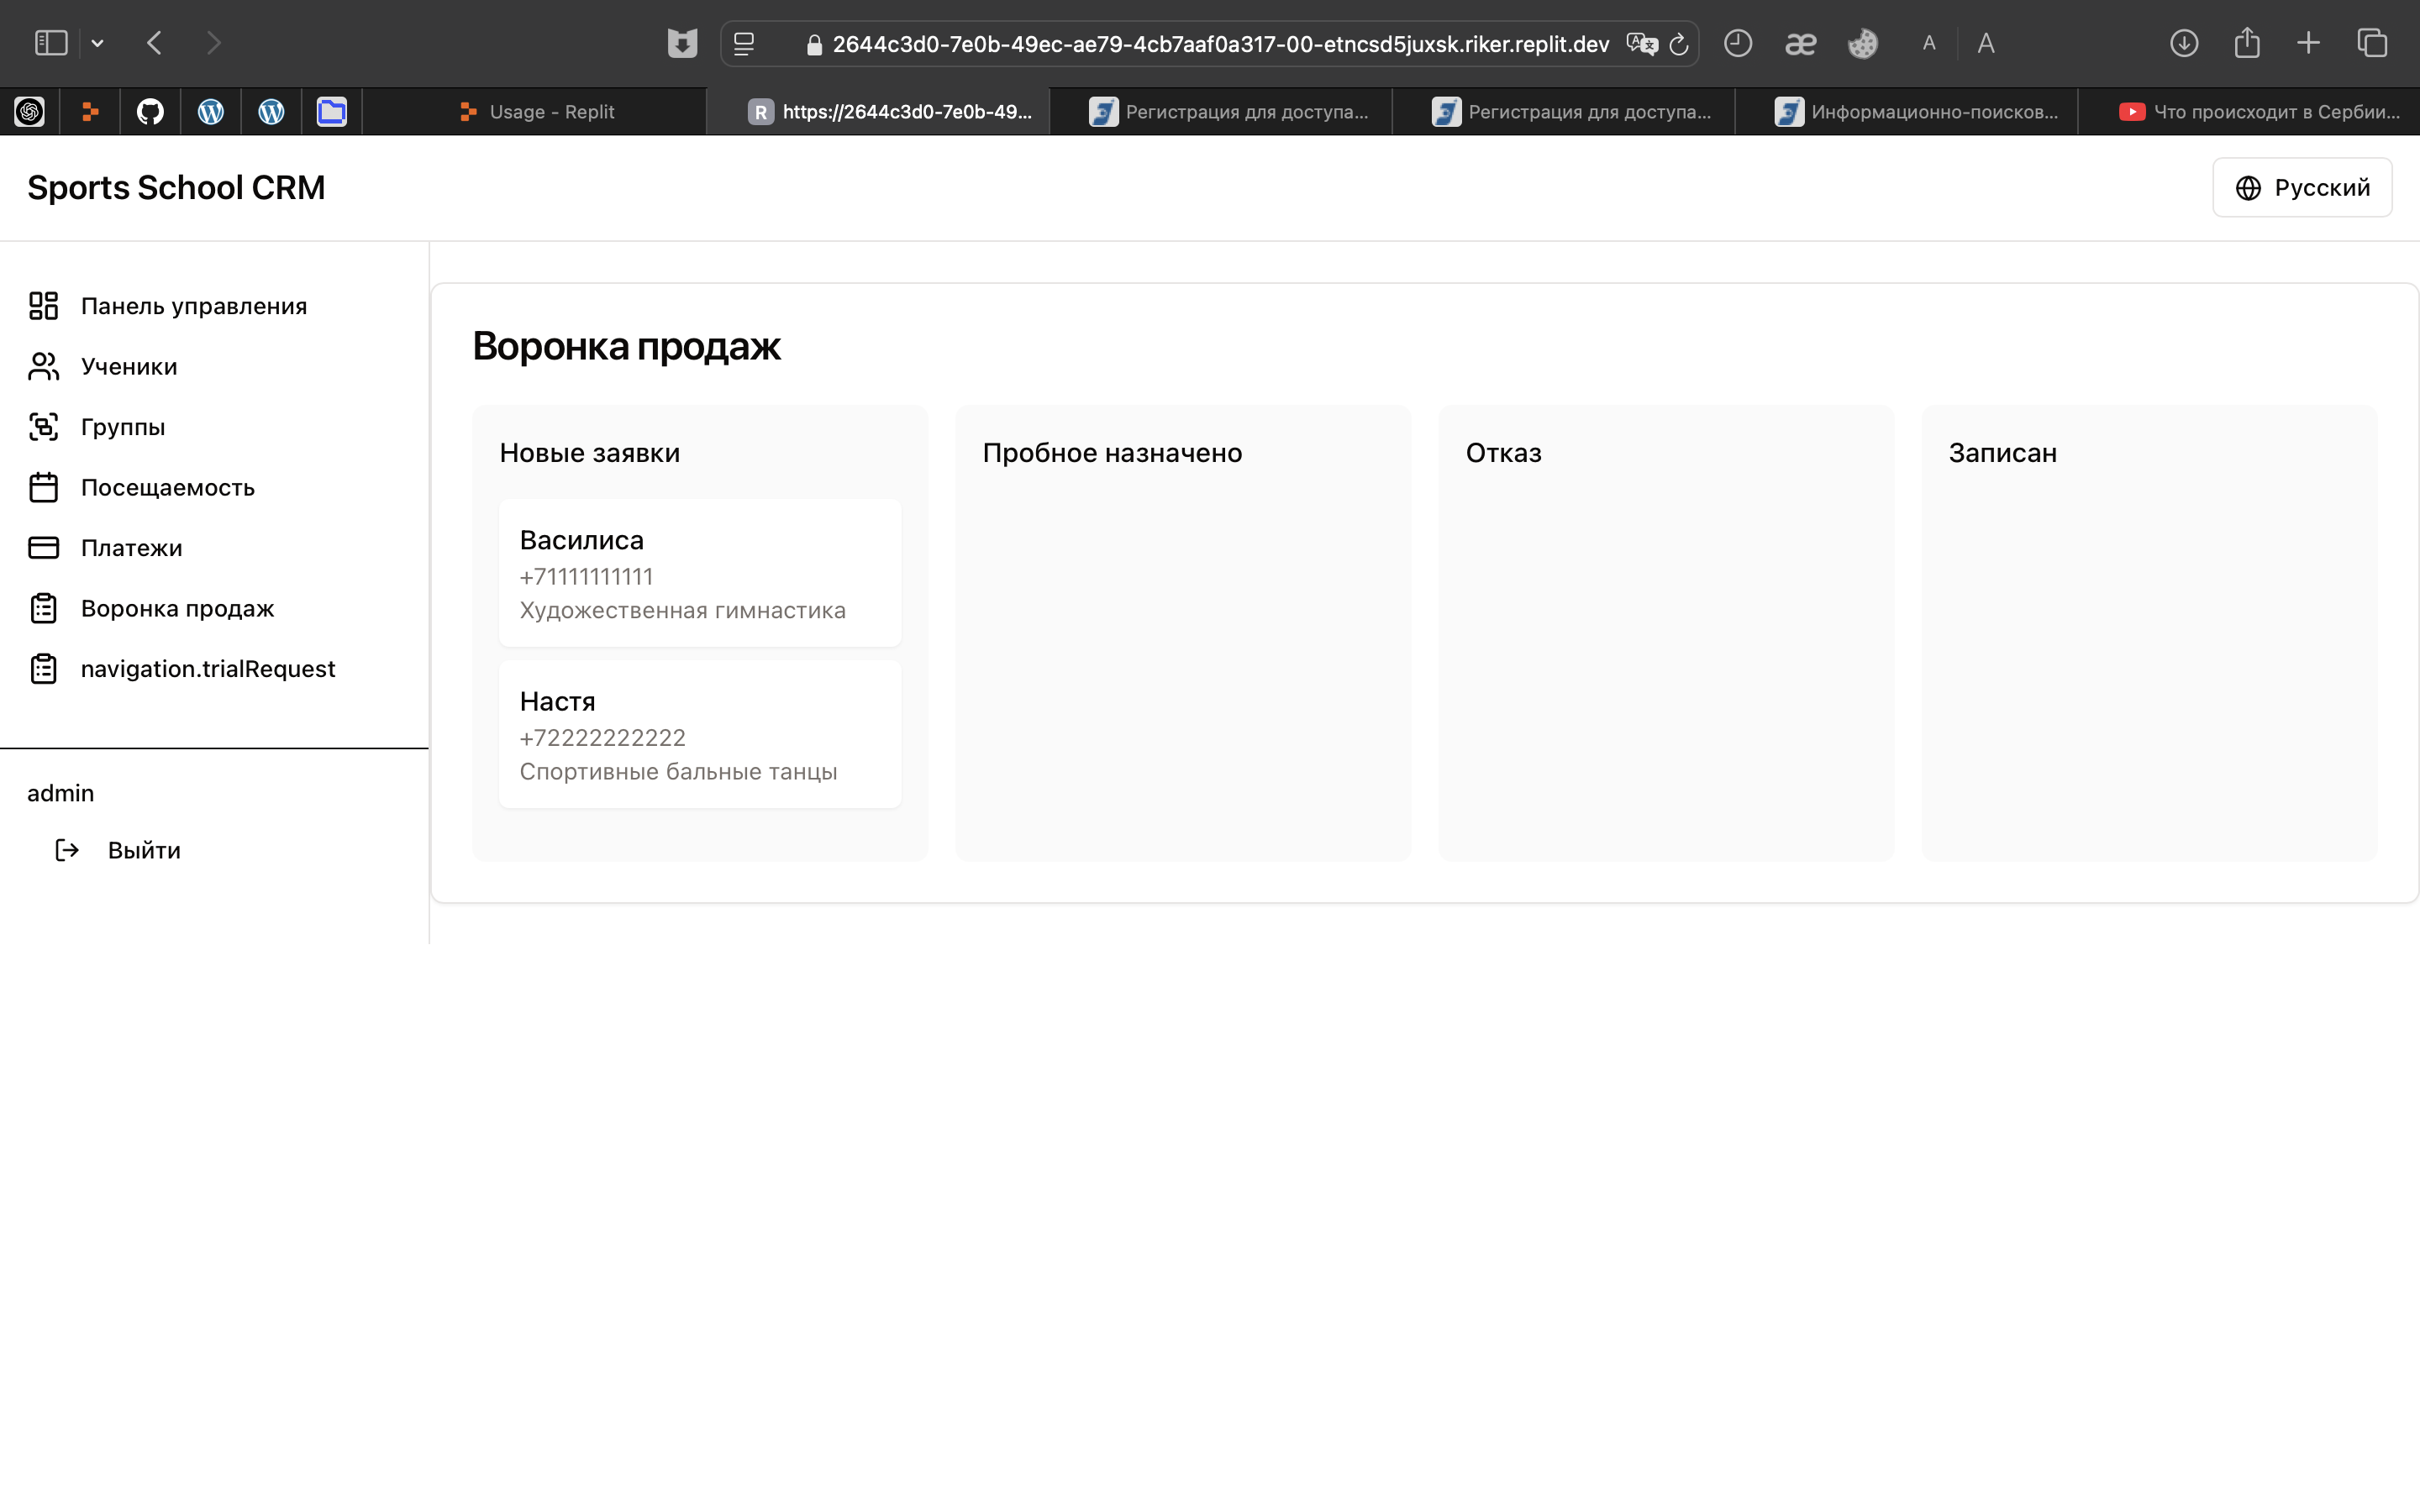 2644c3d0-7e0b-49ec-ae79-4cb7aaf0a317-00-etncsd5juxsk.riker.replit.dev
A A
Usage - Replit
R https://2644c3d0-7e0b-49...
Регистрация для доступа...
Регистрация для доступа...
Информационно-поисков...
Что происходит в Сербии...
Sports School CRM
Русский
Панель управления
Ученики
Группы
Посещаемость
Платежи
Воронка продаж
navigation.trialRequest
admin
Выйти
Воронка продаж
Новые заявки
Василиса
+71111111111
Художественная гимнастика
Настя
+72222222222
Спортивные бальные танцы
Пробное назначено
Отказ
Записан